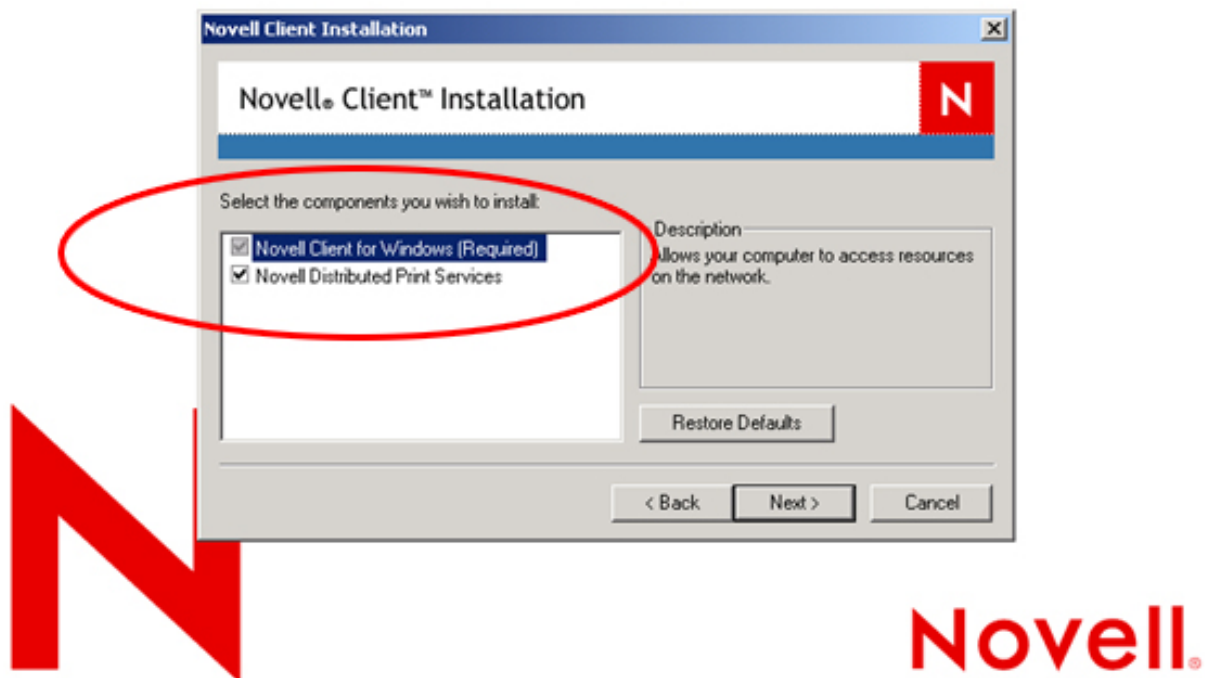 Novell Client Installation
Novell® Client™ Installation
N
Select the components you wish to install:
Novell Client for Windows (Required)
Novell Distributed Print Services
Description
Allows your computer to access resources
on the network.
Restore Defaults
< Back
Next >
Cancel
N
Novell®